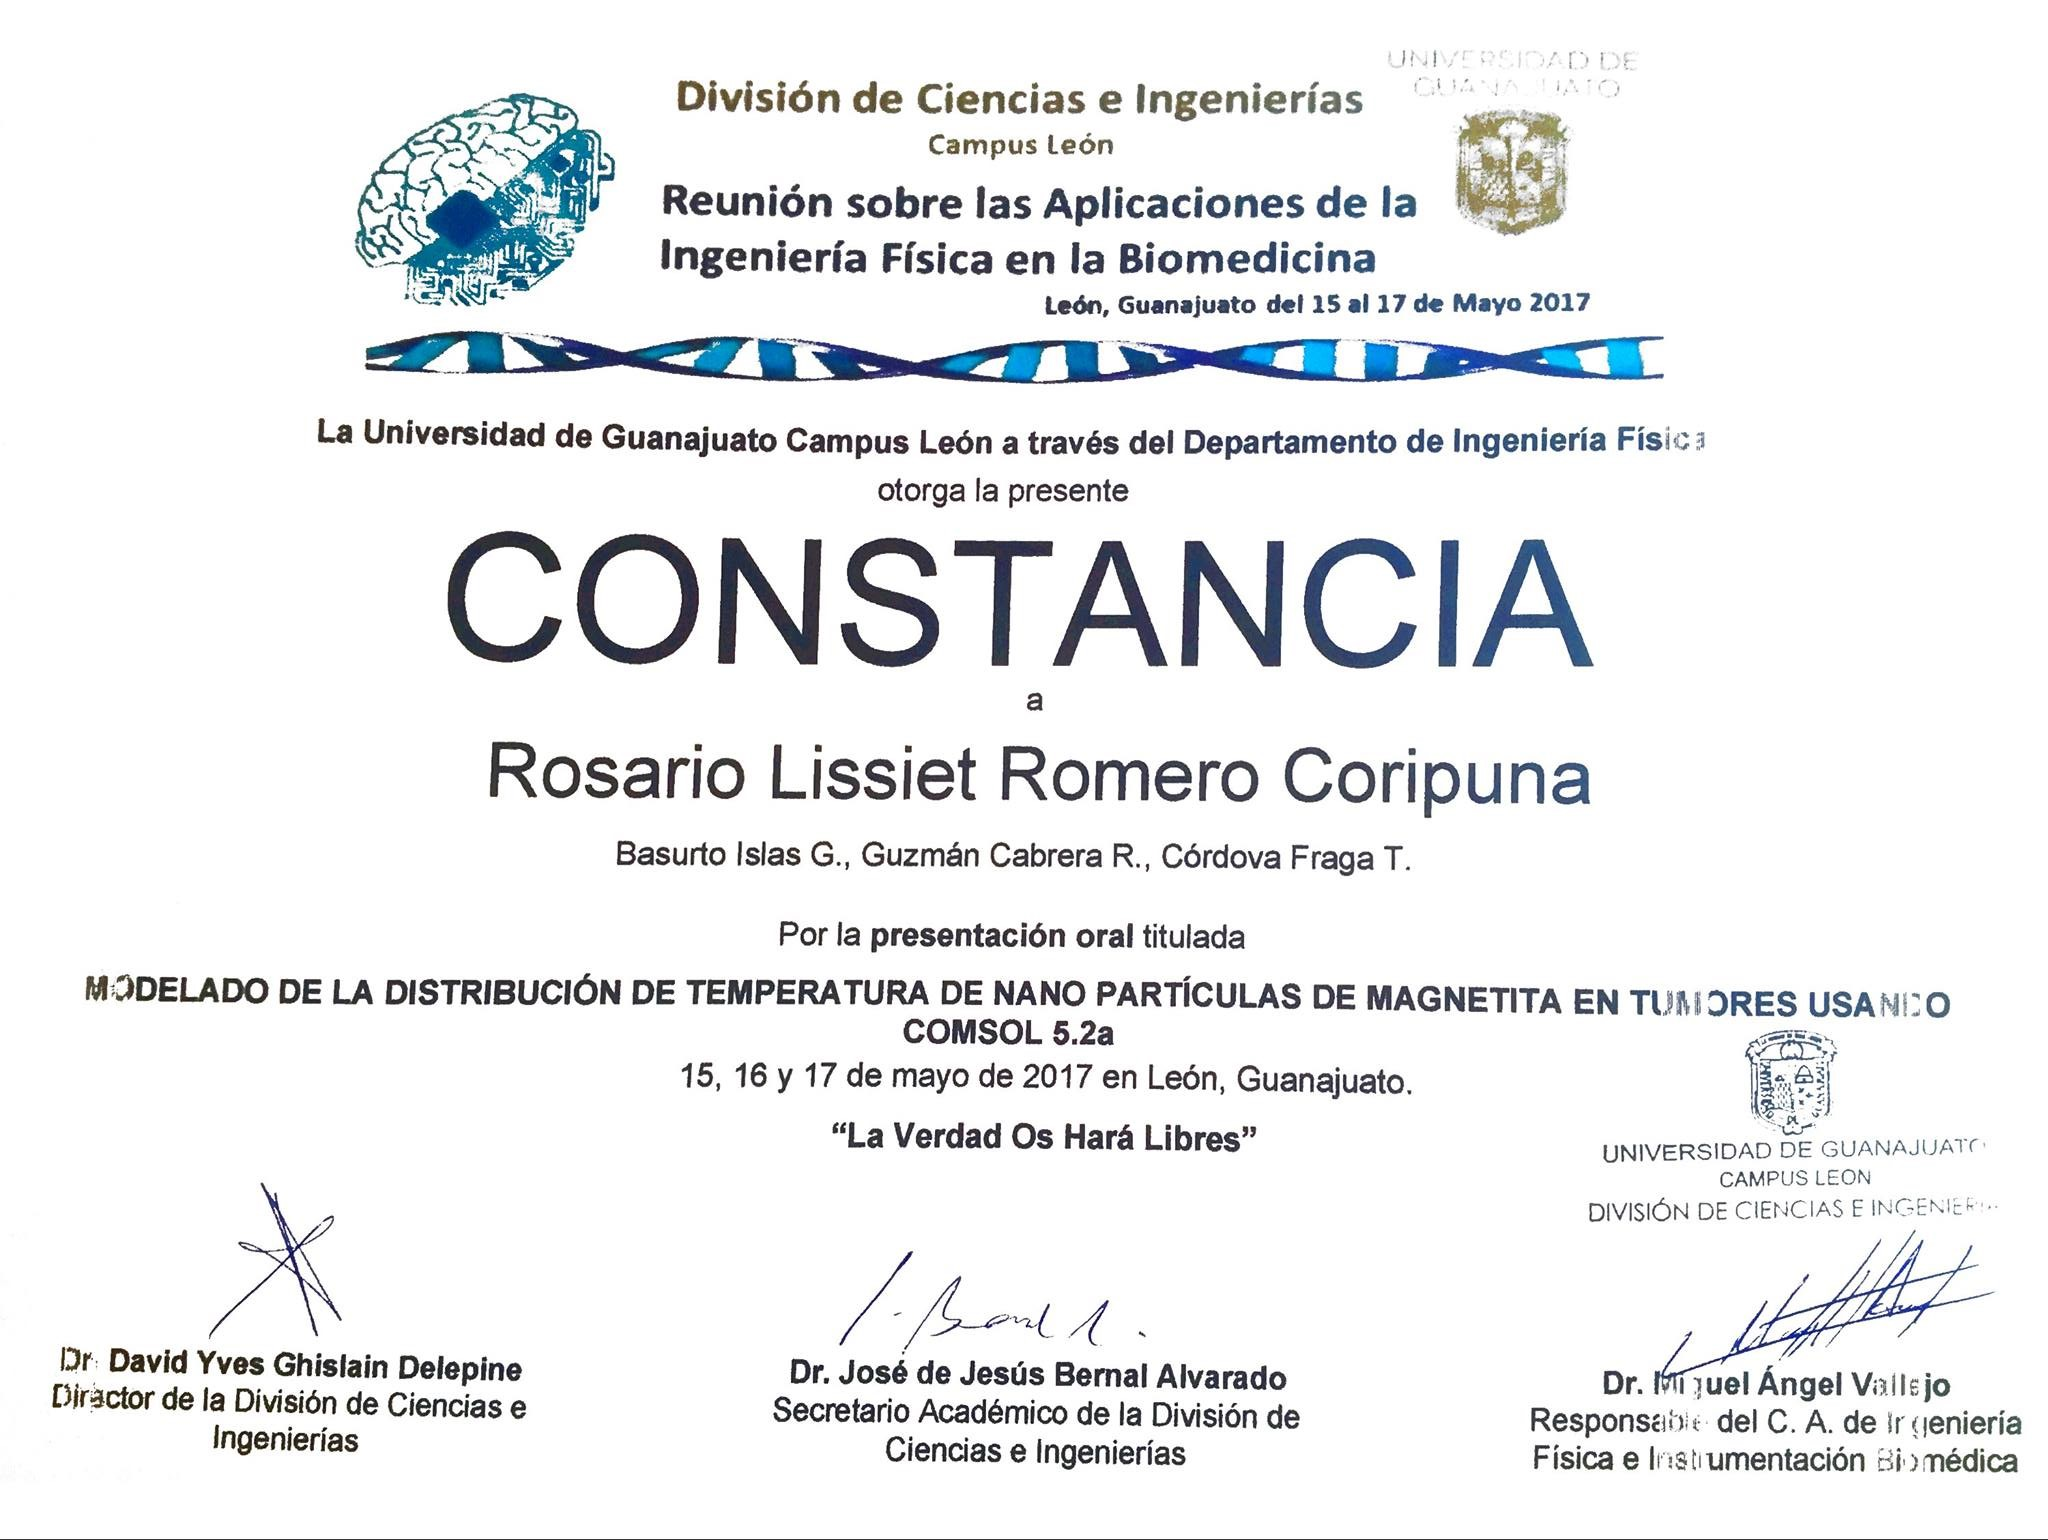 UNIVERSIDAD DE
GUANAJUATO
División de Ciencias e Ingenierías
Campus León
Reunión sobre las Aplicaciones de la
Ingeniería Física en la Biomedicina
León, Guanajuato del 15 al 17 de Mayo 2017
La Universidad de Guanajuato Campus León a través del Departamento de Ingeniería Física
otorga la presente
CONSTANCIA
a
Rosario Lissiet Romero Coripuna
Basurto Islas G., Guzmán Cabrera R., Córdova Fraga T.
Por la presentación oral titulada
MODELADO DE LA DISTRIBUCIÓN DE TEMPERATURA DE NANO PARTÍCULAS DE MAGNETITA EN TUMORES USANDO
COMSOL 5.2a
15, 16 y 17 de mayo de 2017 en León, Guanajuato.
“La Verdad Os Hará Libres”
UNIVERSIDAD DE GUANAJUATO
CAMPUS LEON
DIVISIÓN DE CIENCIAS E INGENIER
Dr. David Yves Ghislain Delepine
Director de la División de Ciencias e
Ingenierías
Dr. José de Jesús Bernal Alvarado
Secretario Académico de la División de
Ciencias e Ingenierías
Dr. Miguel Ángel Vallejo
Responsable del C. A. de Ingeniería
Física e Instrumentación Biomédica